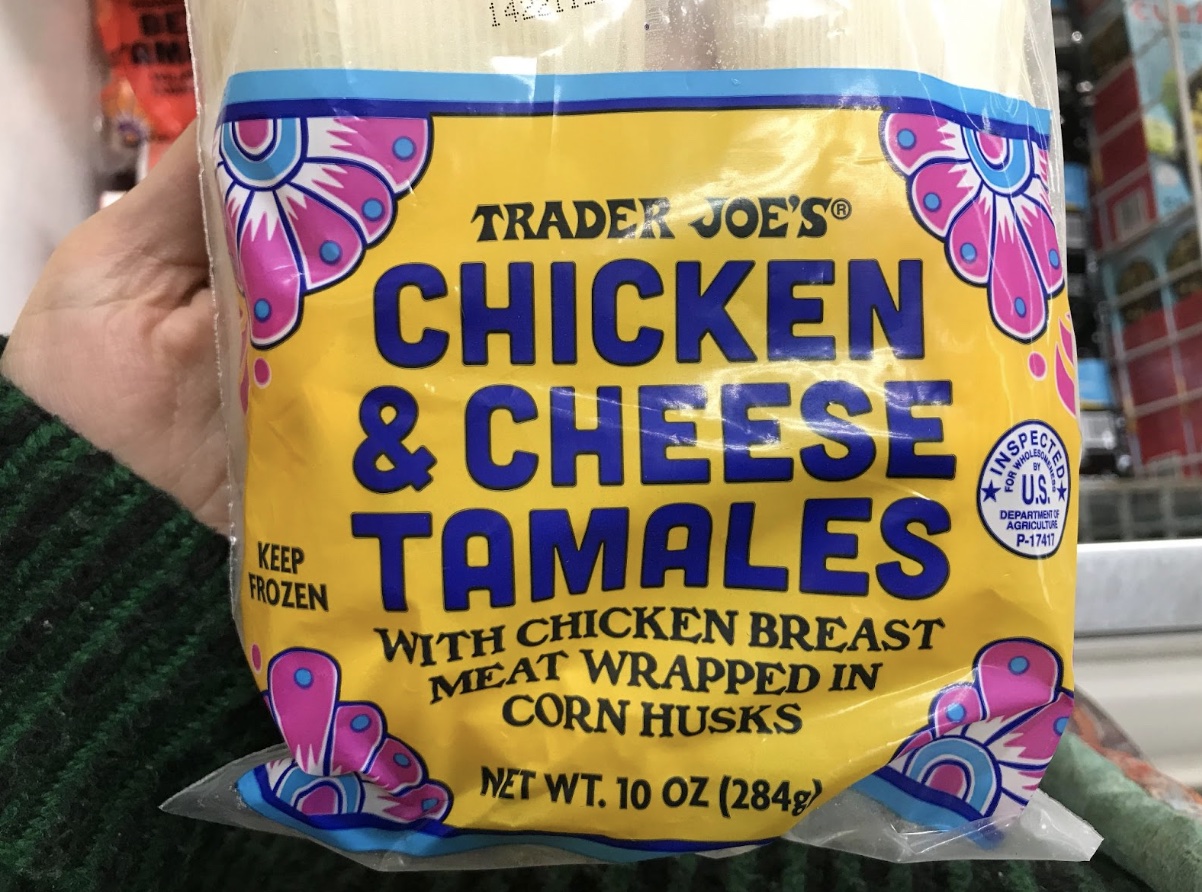 TRADER JOE'S®
CHICKEN
& CHEESE
TAMALES
WITH CHICKEN BREAST
MEAT WRAPPED IN
CORN HUSKS
NET WT. 10 OZ (284g)
KEEP
FROZEN
INSPECTED
FOR WHOLESOMENESS
BY
U.S.
DEPARTMENT OF
AGRICULTURE
P-17417